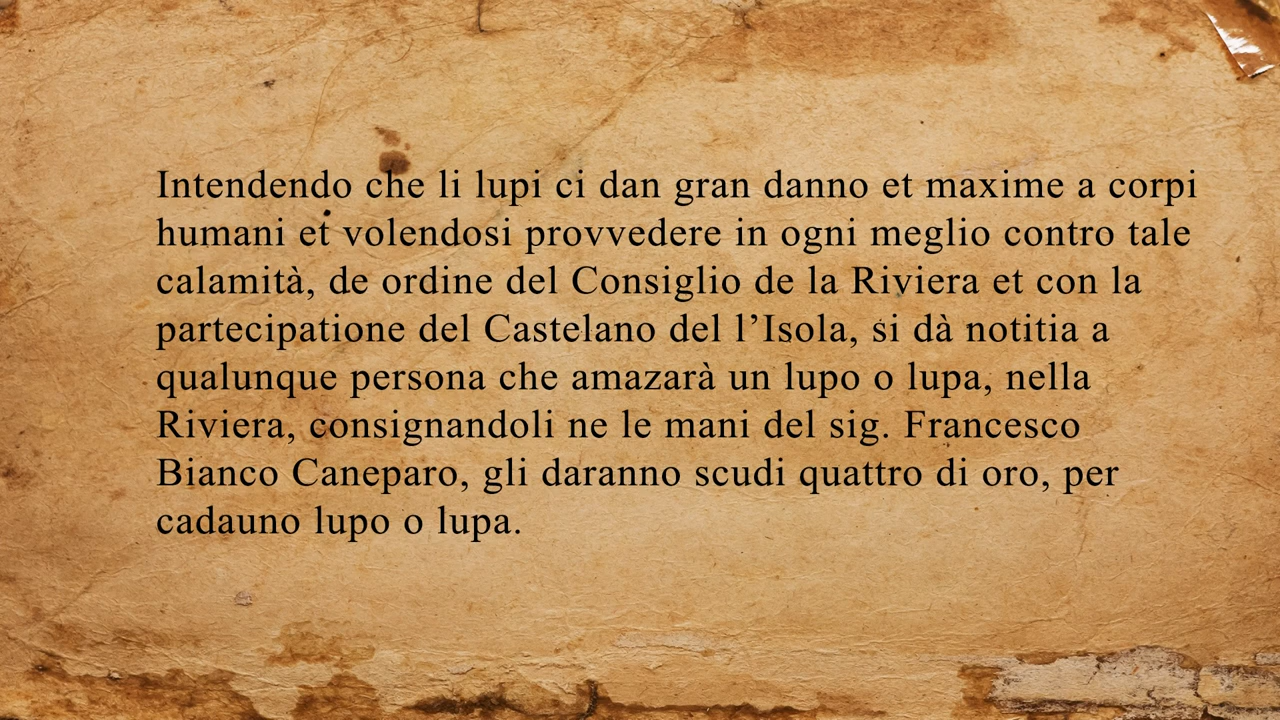 Intendendo che li lupi ci dan gran danno et maxime a corpi
humani et volendosi provvedere in ogni meglio contro tale
calamità, de ordine del Consiglio de la Riviera et con la
partecipatione del Castelano del l’Isola, si dà notitia a
qualunque persona che amazarà un lupo o lupa, nella
Riviera, consignandoli ne le mani del sig. Francesco
Bianco Caneparo, gli daranno scudi quattro di oro, per
cadauno lupo o lupa.